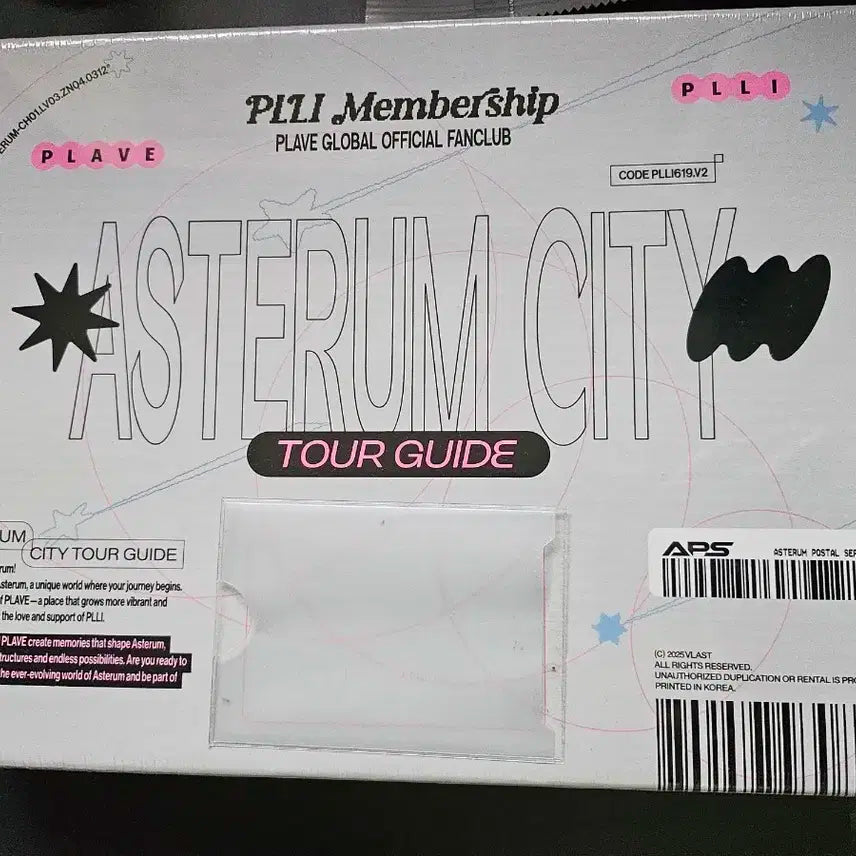 ERUM-CH01.LV03.ZN04.0312"
PLLI Membership
PLAVE GLOBAL OFFICIAL FANCLUB
PLLI
PLAVE
CODE PLLI619.V2
ASTERUM CITY
TOUR GUIDE
UM
CITY TOUR GUIDE
rum!
sterum, a unique world where your journey begins.
f PLAVE—a place that grows more vibrant and
the love and support of PLLI.
PLAVE create memories that shape Asterum,
tructures and endless possibilities. Are you ready to
the ever-evolving world of Asterum and be part of
APS
ASTERUM POSTAL SER
(C) 2025 VLAST
ALL RIGHTS RESERVED.
UNAUTHORIZED DUPLICATION OR RENTAL IS PRO
PRINTED IN KOREA.